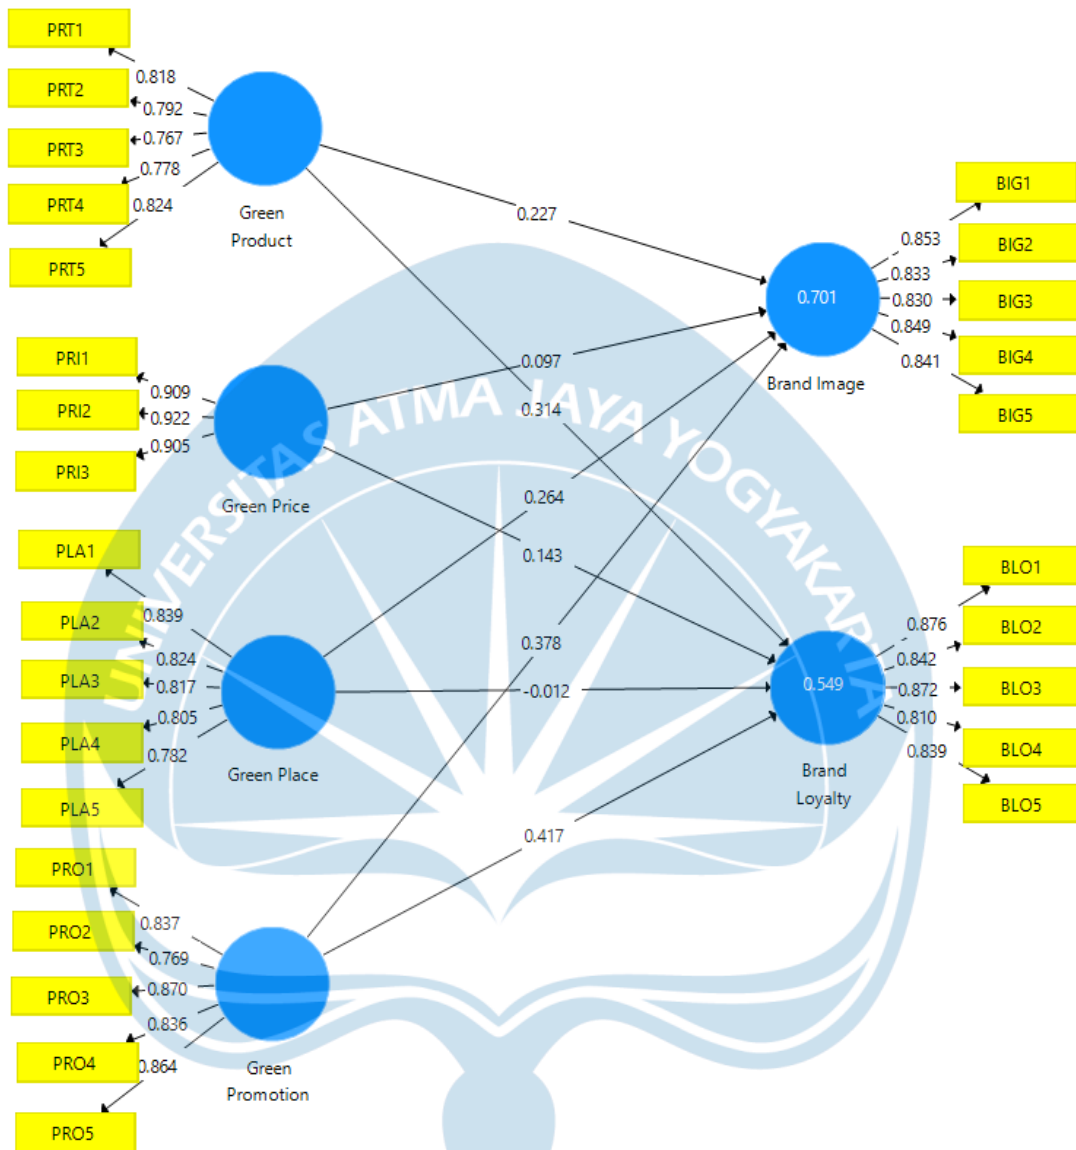 PRT1
0.818
PRT2
0.792
PRT3
0.767
0.778
PRT4
0.824
PRT5
Green
Product
0.227
PRI1
0.909
PRI2
0.922
PRI3
0.905
Green Price
0.097
0.314
PLA1
0.839
PLA2
0.824
PLA3
0.817
0.805
PLA4
0.782
PLA5
Green Place
0.264
0.143
0.378
-0.012
0.417
PRO1
0.837
PRO2
0.769
PRO3
0.870
0.836
PRO4
0.864
PRO5
Green
Promotion
BIG1
0.853
BIG2
0.833
BIG3
0.830
0.849
BIG4
0.841
BIG5
0.701
Brand Image
BLO1
0.876
BLO2
0.842
BLO3
0.872
0.810
BLO4
0.839
BLO5
0.549
Brand
Loyalty
UNIVERSITAS ATMA JAYA YOGYAKARTA